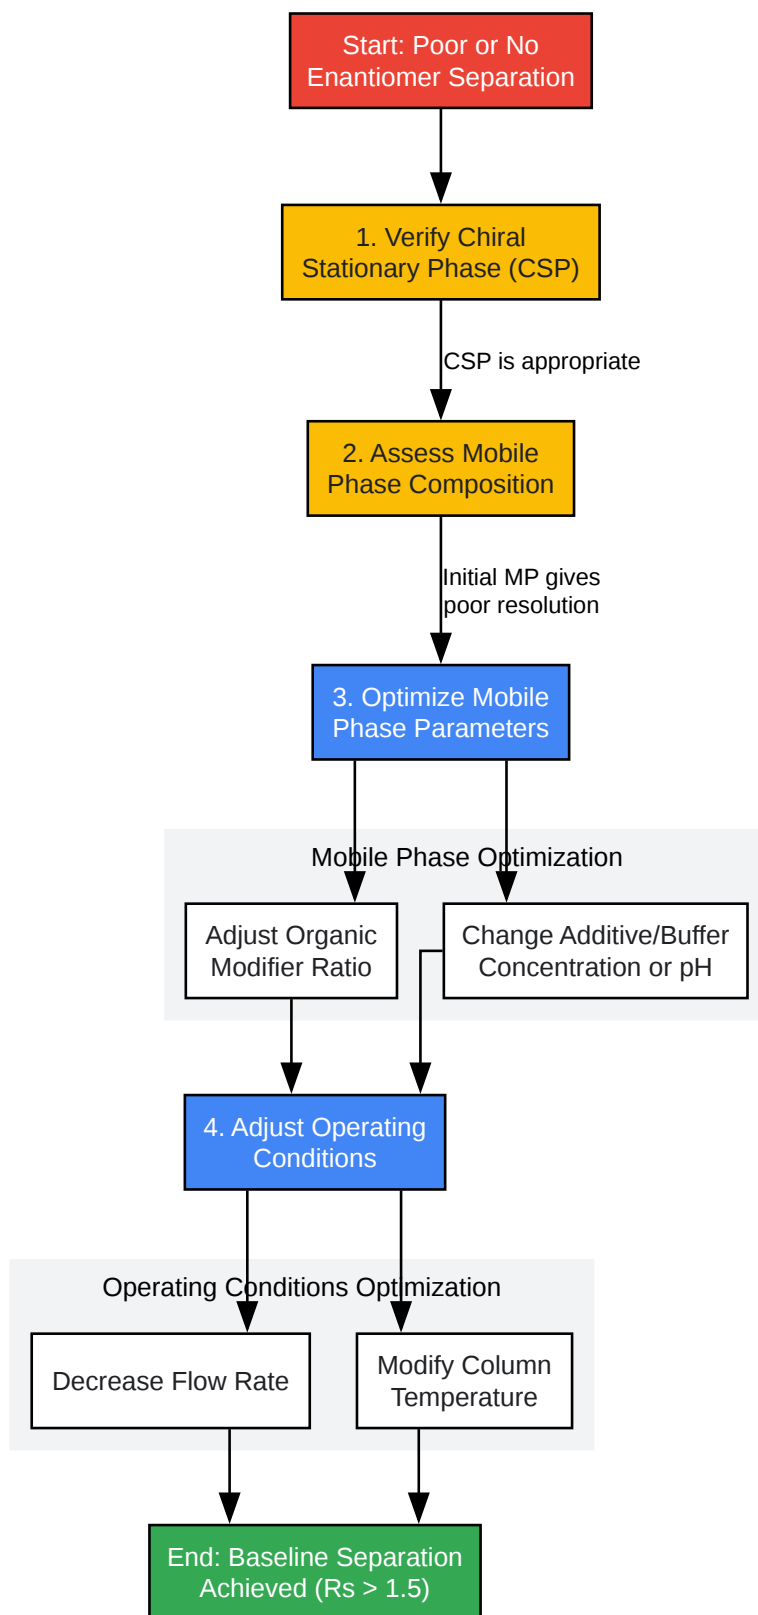 Start: Poor or No
Enantiomer Separation
1. Verify Chiral
Stationary Phase (CSP)
CSP is appropriate
2. Assess Mobile
Phase Composition
Initial MP gives
poor resolution
3. Optimize Mobile
Phase Parameters
Mobile Phase Optimization
Adjust Organic
Modifier Ratio
Change Additive/Buffer
Concentration or pH
4. Adjust Operating
Conditions
Operating Conditions Optimization
Decrease Flow Rate
Modify Column
Temperature
End: Baseline Separation
Achieved (Rs > 1.5)